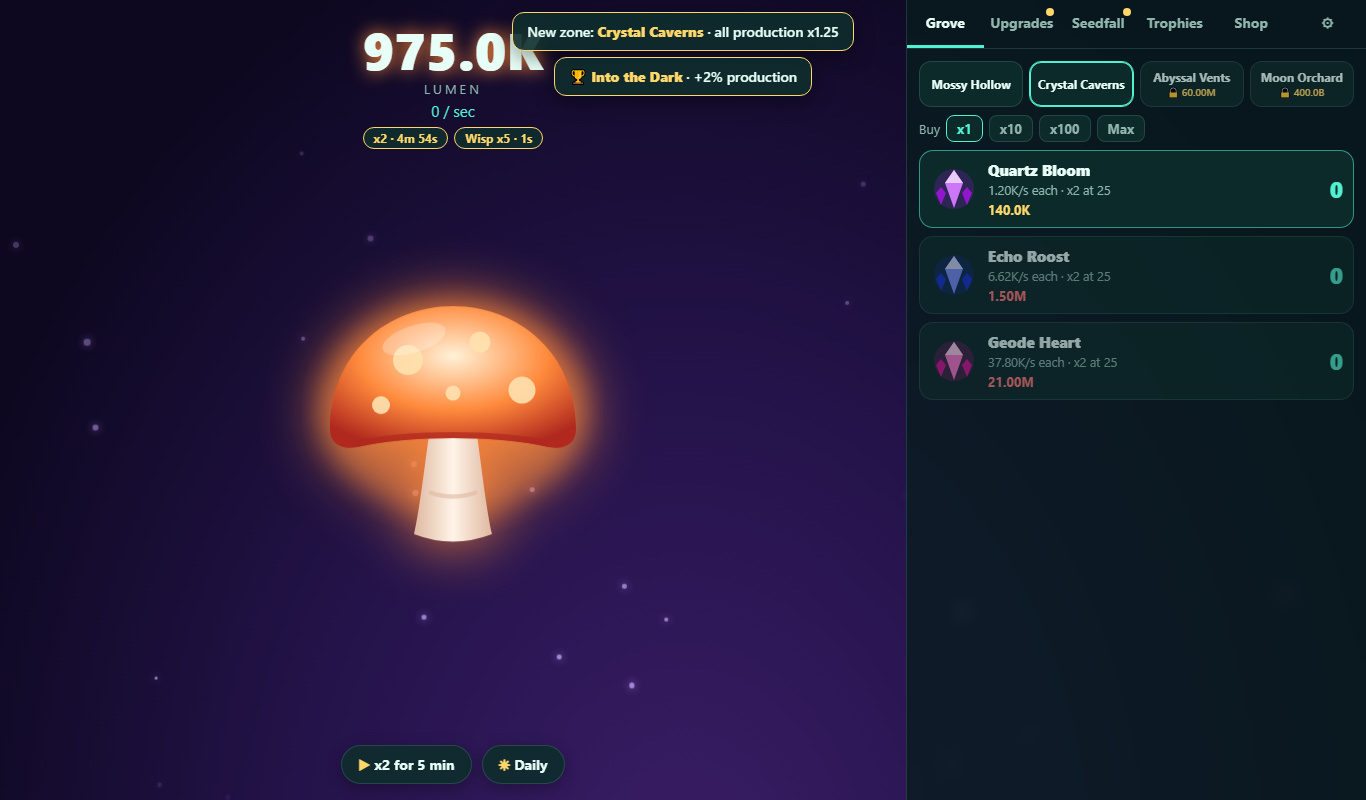 975.0K
LUMEN
0 / sec
x2 · 4m 54s
Wisp x5 · 1s
New zone: Crystal Caverns · all production x1.25
🏆 Into the Dark · +2% production
▶ x2 for 5 min
Daily
Grove
Upgrades
Seedfall
Trophies
Shop
Mossy Hollow
Crystal Caverns
Abyssal Vents
🔒 60.00M
Moon Orchard
🔒 400.0B
Buy
x1
x10
x100
Max
Quartz Bloom
1.20K/s each · x2 at 25
140.0K
0
Echo Roost
6.62K/s each · x2 at 25
1.50M
0
Geode Heart
37.80K/s each · x2 at 25
21.00M
0